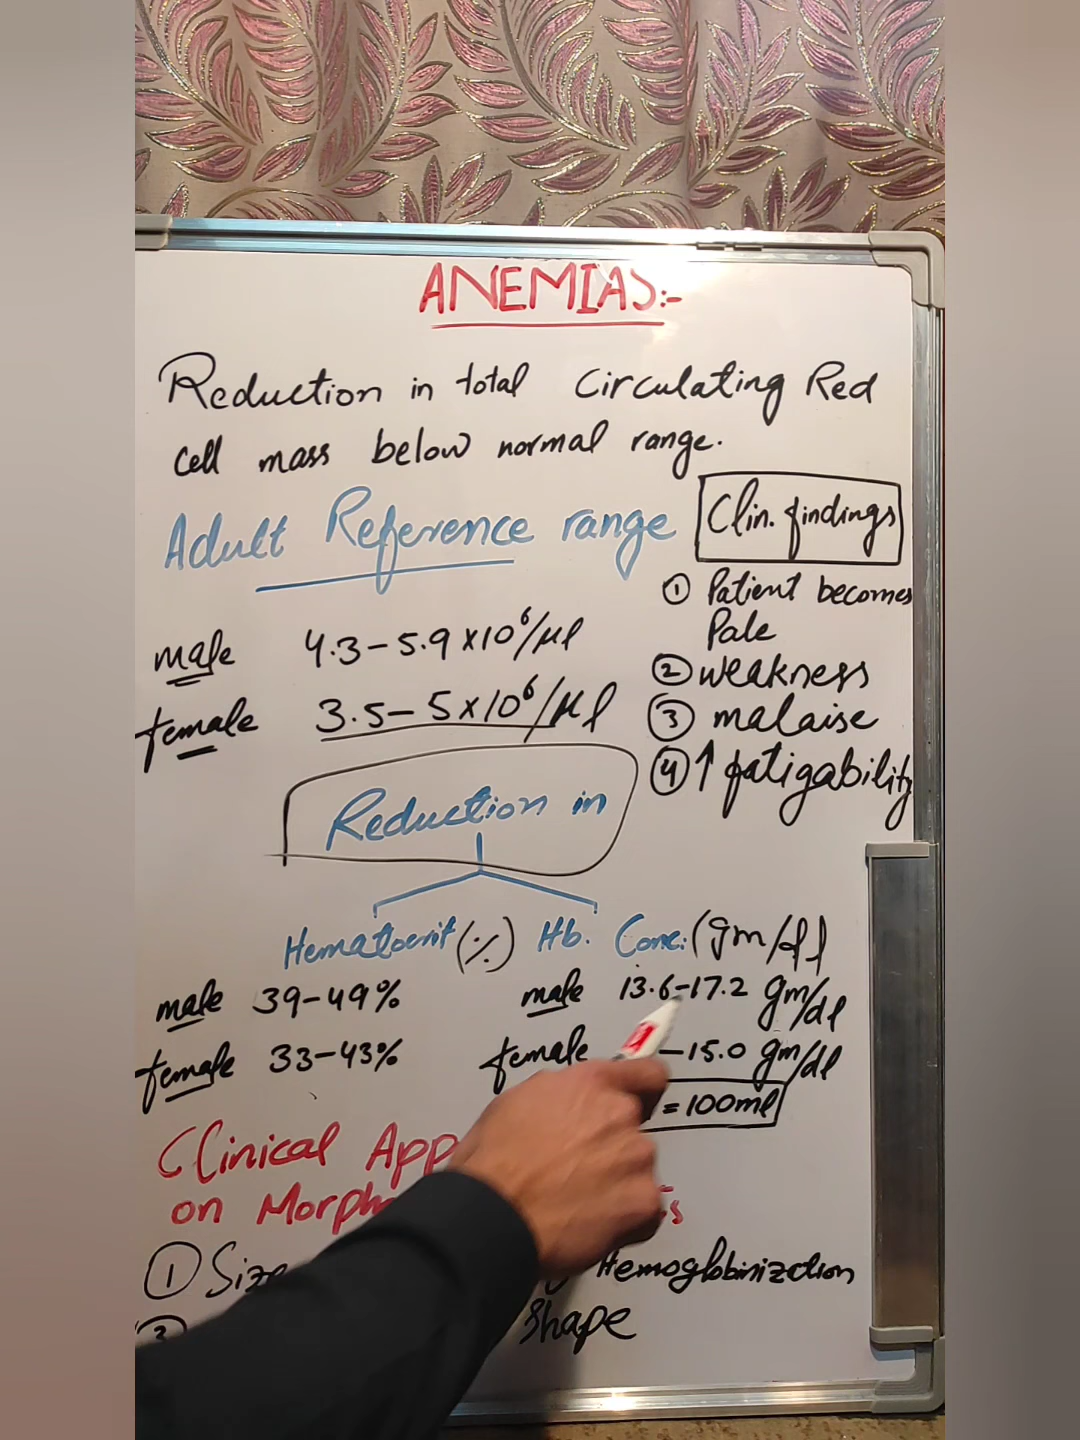 ANEMIAS:-
Reduction in total Circulating Red
cell mass below normal range.
Adult Reference range
male 4.3-5.9 x10⁶/µl
female 3.5-5x10⁶/µl
Clin. findings
① Patient becomes
Pale
② weakness
③ malaise
④ ↑ fatigability
Reduction in
Hematocrit (%)
male 39-49%
female 33-43%
Hb. Conc: (gm/dl)
male 13.6-17.2 gm/dl
female -15.0 gm/dl
= 100ml
Clinical
on
① Size
Hemoglobinization
Shape